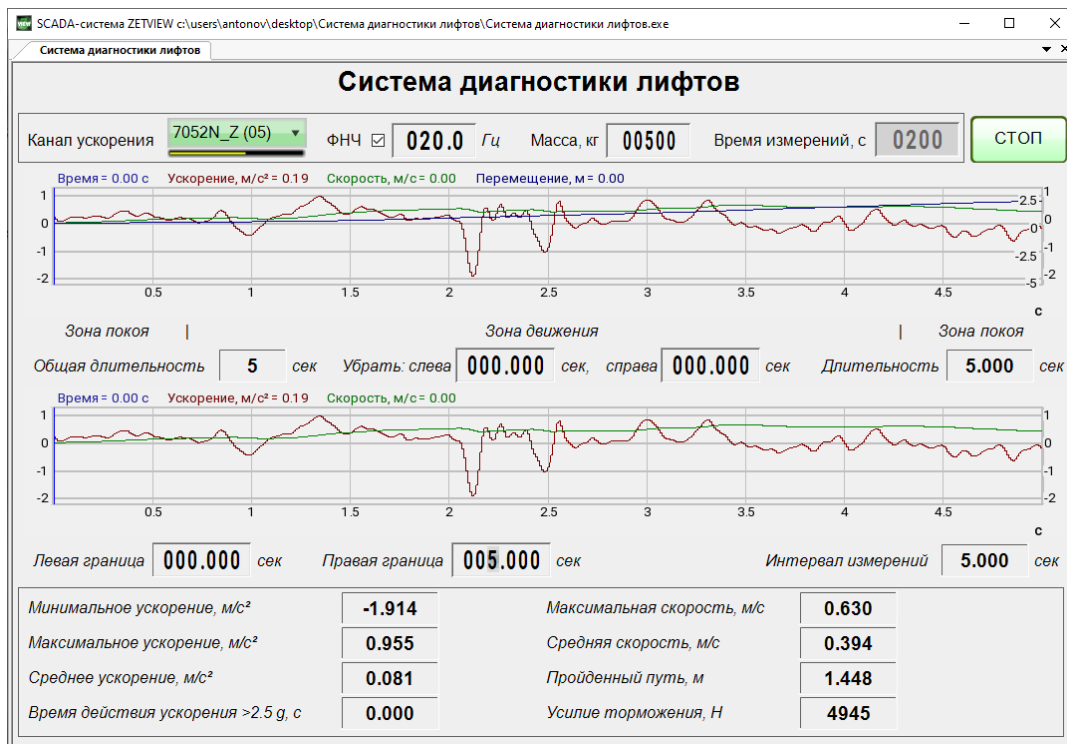 SCADA-система ZETVIEW c:\users\antonov\desktop\Система диагностики лифтов\Система диагностики лифтов.exe
Система диагностики лифтов
Система диагностики лифтов
Канал ускорения 7052N_Z (05) ФНЧ 020.0 Гц Масса, кг 00500 Время измерений, с 0200 СТОП
Время = 0.00 с Ускорение, м/с² = 0.19 Скорость, м/с = 0.00 Перемещение, м = 0.00
1 2.5 1
0 0 0
-1 -2.5 -1
-2 -5 -2
0.5 1 1.5 2 2.5 3 3.5 4 4.5
с
Зона покоя | Зона движения | Зона покоя
Общая длительность 5 сек Убрать: слева 000.000 сек, справа 000.000 сек Длительность 5.000 сек
Время = 0.00 с Ускорение, м/с² = 0.19 Скорость, м/с = 0.00
1 1
0 0
-1 -1
-2 -2
0.5 1 1.5 2 2.5 3 3.5 4 4.5
с
Левая граница 000.000 сек Правая граница 005.000 сек Интервал измерений 5.000 сек
Минимальное ускорение, м/с² -1.914 Максимальная скорость, м/с 0.630
Максимальное ускорение, м/с² 0.955 Средняя скорость, м/с 0.394
Среднее ускорение, м/с² 0.081 Пройденный путь, м 1.448
Время действия ускорения >2.5 g, с 0.000 Усилие торможения, Н 4945